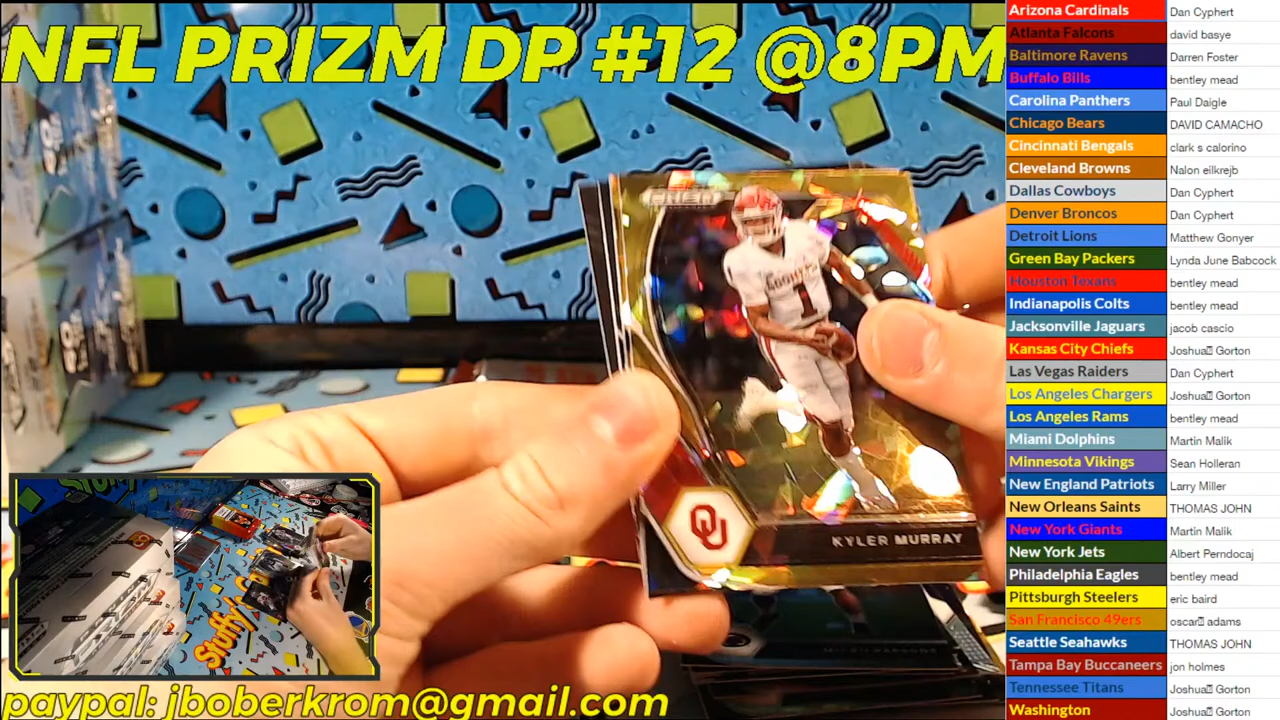 NFL PRIZM DP #12 @8PM
PRIZM
Sooners
1
OU
KYLER MURRAY
paypal: jboberkrom@gmail.com
Arizona Cardinals Dan Cyphert
Atlanta Falcons david basye
Baltimore Ravens Darren Foster
Buffalo Bills bentley mead
Carolina Panthers Paul Daigle
Chicago Bears DAVID CAMACHO
Cincinnati Bengals clark s calorino
Cleveland Browns Nalon eilkrejb
Dallas Cowboys Dan Cyphert
Denver Broncos Dan Cyphert
Detroit Lions Matthew Gonyer
Green Bay Packers Lynda June Babcock
Houston Texans bentley mead
Indianapolis Colts bentley mead
Jacksonville Jaguars jacob cascio
Kansas City Chiefs Joshua Gorton
Las Vegas Raiders Dan Cyphert
Los Angeles Chargers Joshua Gorton
Los Angeles Rams bentley mead
Miami Dolphins Martin Malik
Minnesota Vikings Sean Holleran
New England Patriots Larry Miller
New Orleans Saints THOMAS JOHN
New York Giants Martin Malik
New York Jets Albert Perndocaj
Philadelphia Eagles bentley mead
Pittsburgh Steelers eric baird
San Francisco 49ers oscar adams
Seattle Seahawks THOMAS JOHN
Tampa Bay Buccaneers jon holmes
Tennessee Titans Joshua Gorton
Washington Joshua Gorton